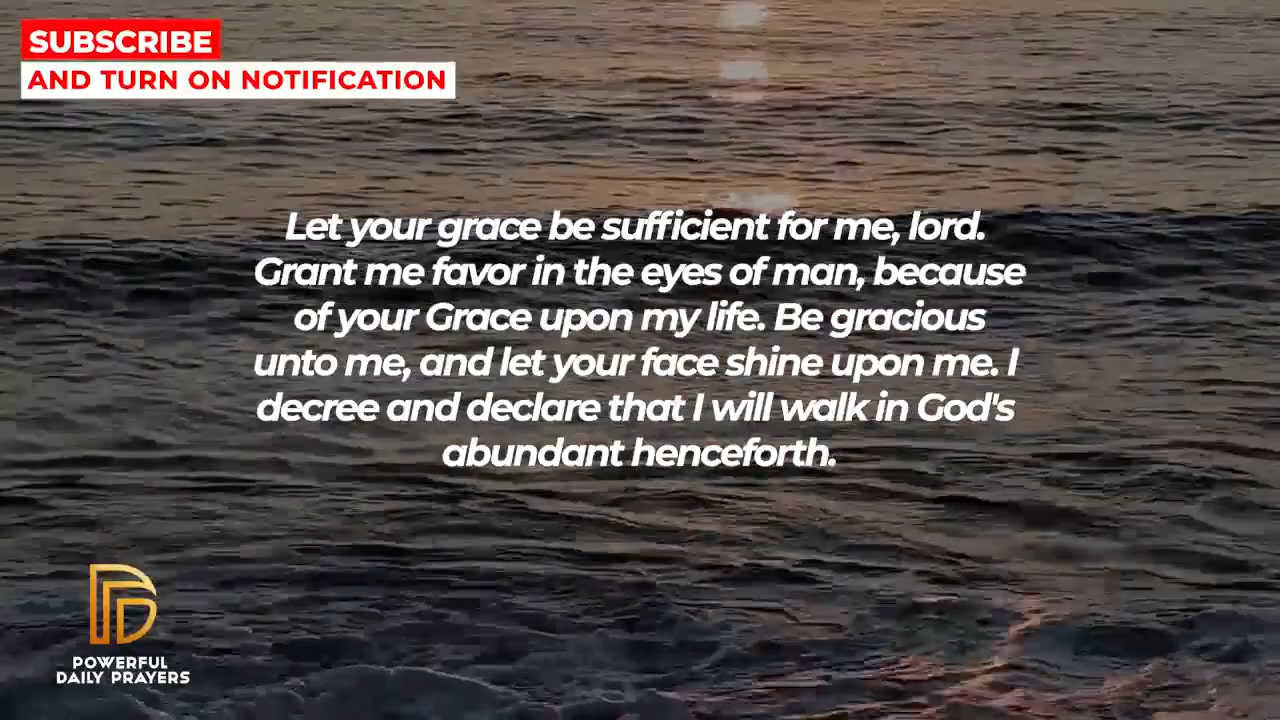 SUBSCRIBE
AND TURN ON NOTIFICATION
Let your grace be sufficient for me, lord.
Grant me favor in the eyes of man, because
of your Grace upon my life. Be gracious
unto me, and let your face shine upon me. I
decree and declare that I will walk in God's
abundant henceforth.
POWERFUL
DAILY PRAYERS